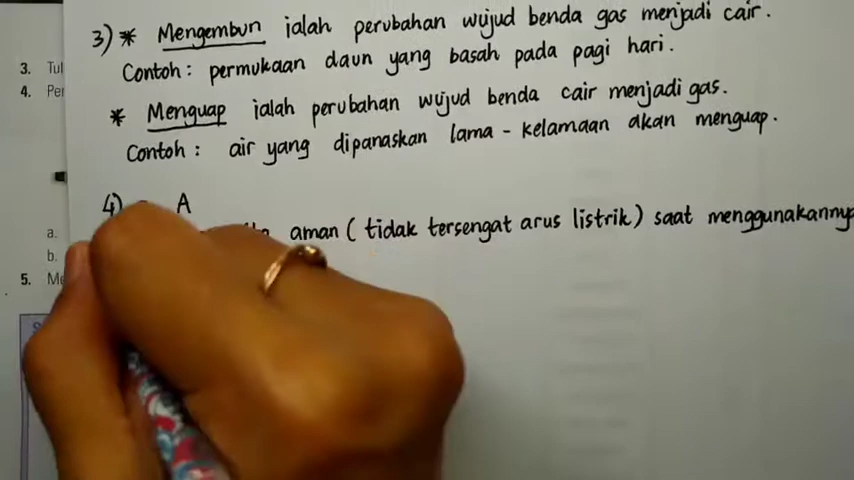 3) * Mengembun ialah perubahan wujud benda gas menjadi cair.
Contoh : permukaan daun yang basah pada pagi hari.
* Menguap ialah perubahan wujud benda cair menjadi gas.
Contoh : air yang dipanaskan lama - kelamaan akan menguap.
4) A
aman ( tidak tersengat arus listrik ) saat menggunakannya
3. Tul
4. Per
a.
b.
5. Me